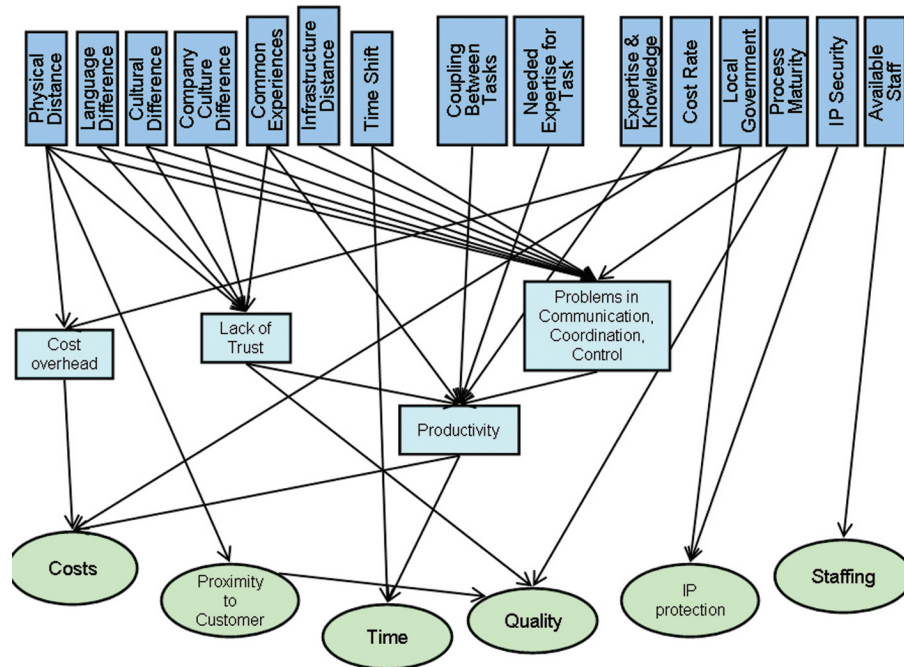 Physical
Distance
Language
Difference
Cultural
Difference
Company
Culture
Difference
Common
Experiences
Infrastructure
Distance
Time Shift
Coupling
Between
Tasks
Needed
Expertise for
Task
Expertise &
Knowledge
Cost Rate
Local
Government
Process
Maturity
IP Security
Available
Staff
Cost
overhead
Lack of
Trust
Problems in
Communication,
Coordination,
Control
Productivity
Costs
Proximity
to
Customer
Time
Quality
IP
protection
Staffing